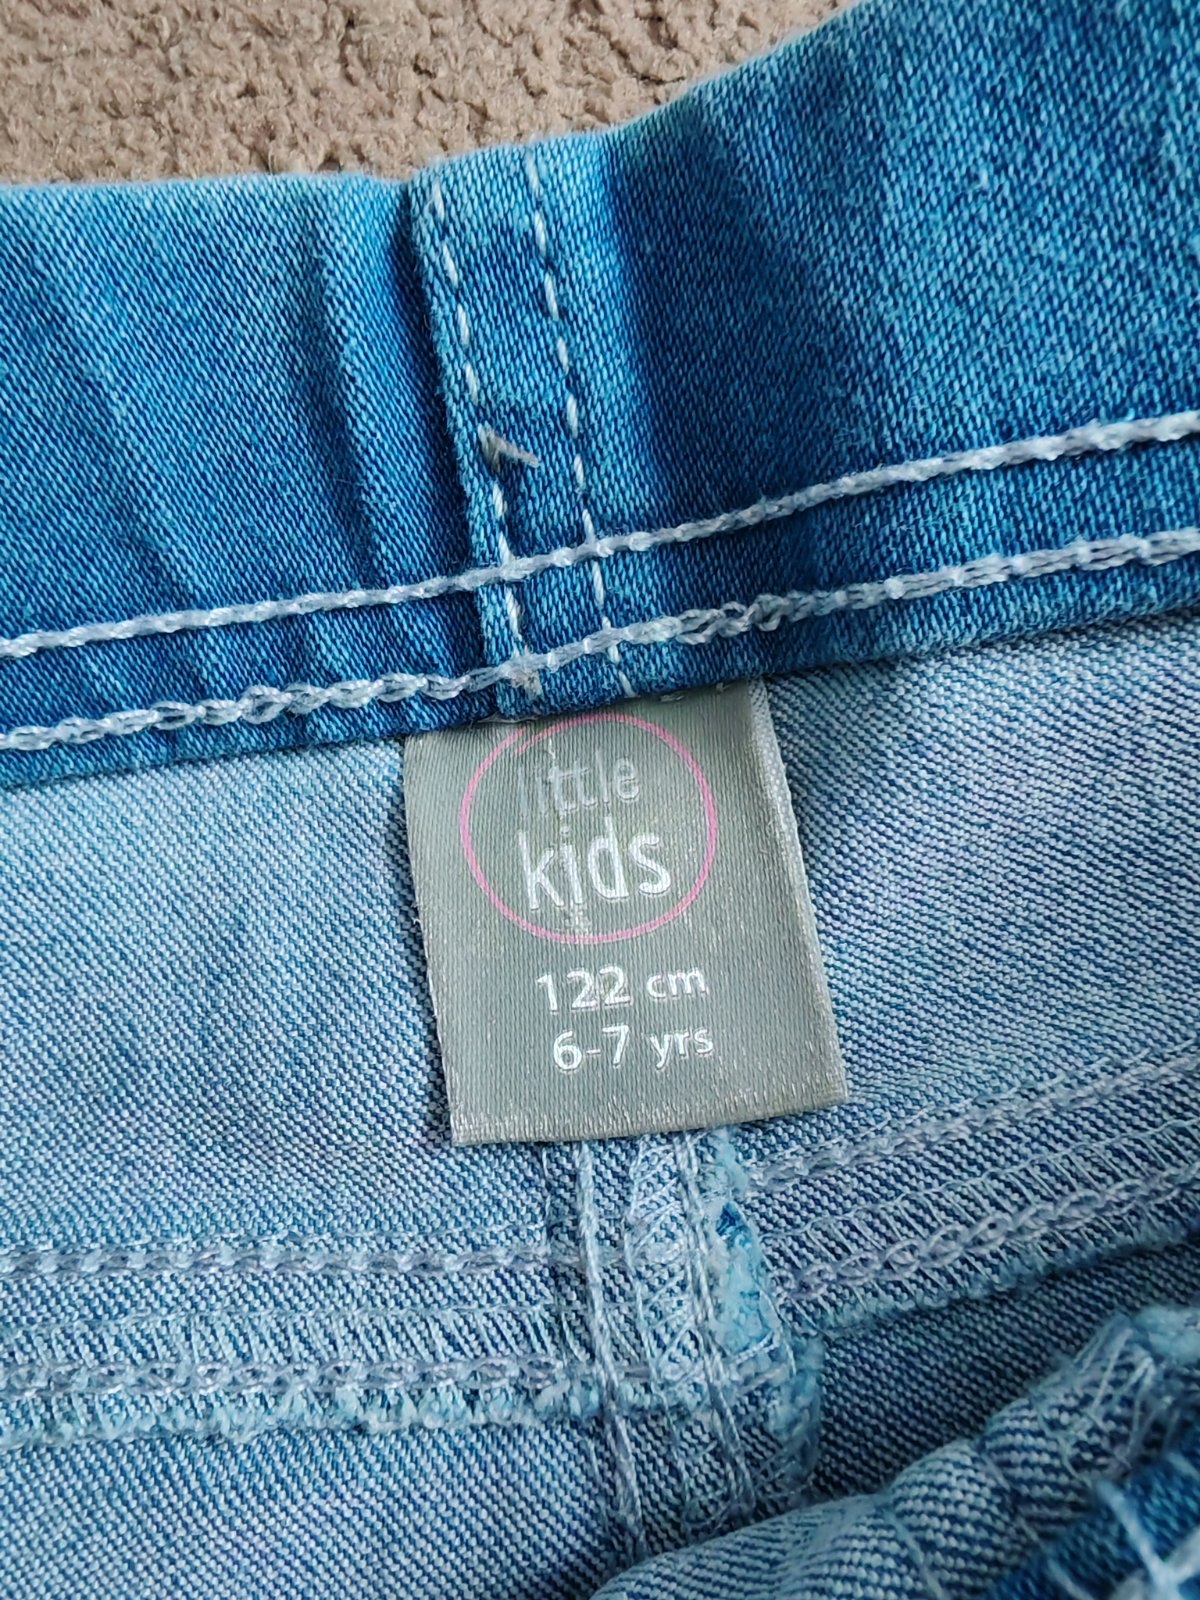 little
kids
122 cm
6-7 yrs